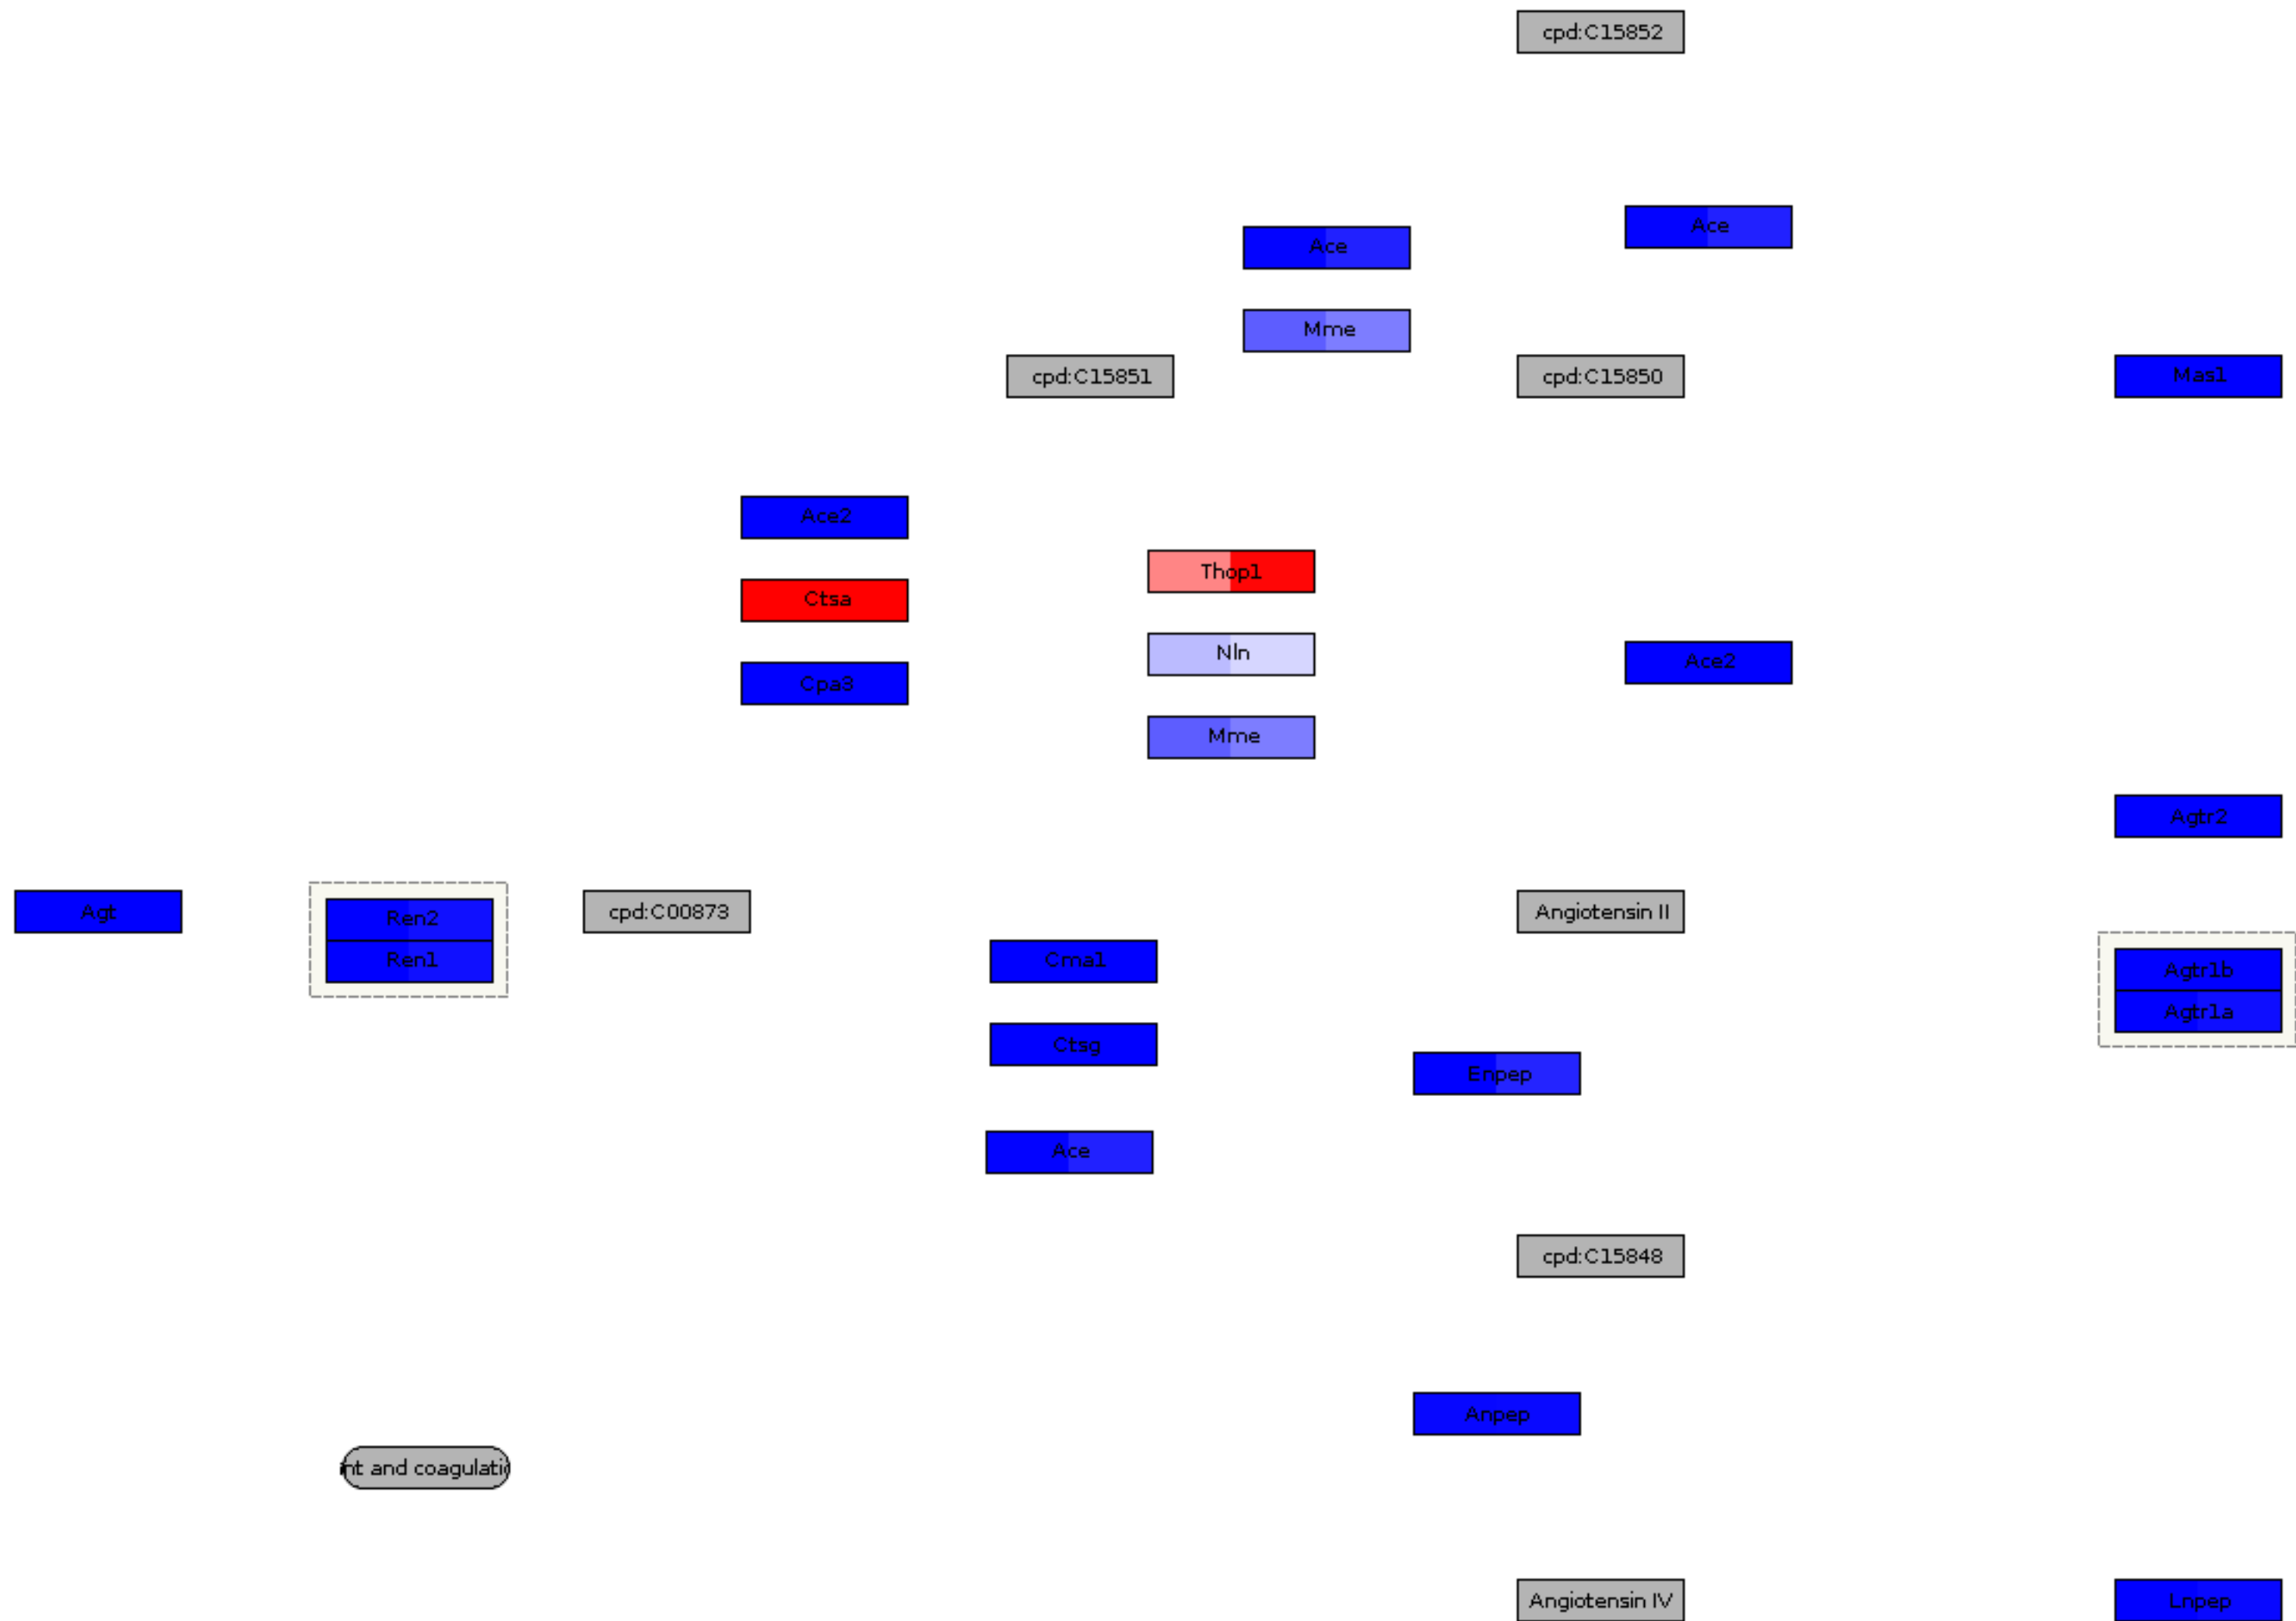 cpd:C15852
Ace
Ace
Mme
cpd:C15851
cpd:C15850
Mas1
Ace2
Thop1
Ctsa
Nln
Ace2
Cpa3
Mme
Agtr2
Agt
Ren2
cpd:C00873
Angiotensin II
Ren1
Cma1
Agtr1b
Agtr1a
Ctsg
Enpep
Ace
cpd:C15848
Anpep
nt and coagulati
Angiotensin IV
Lnpep